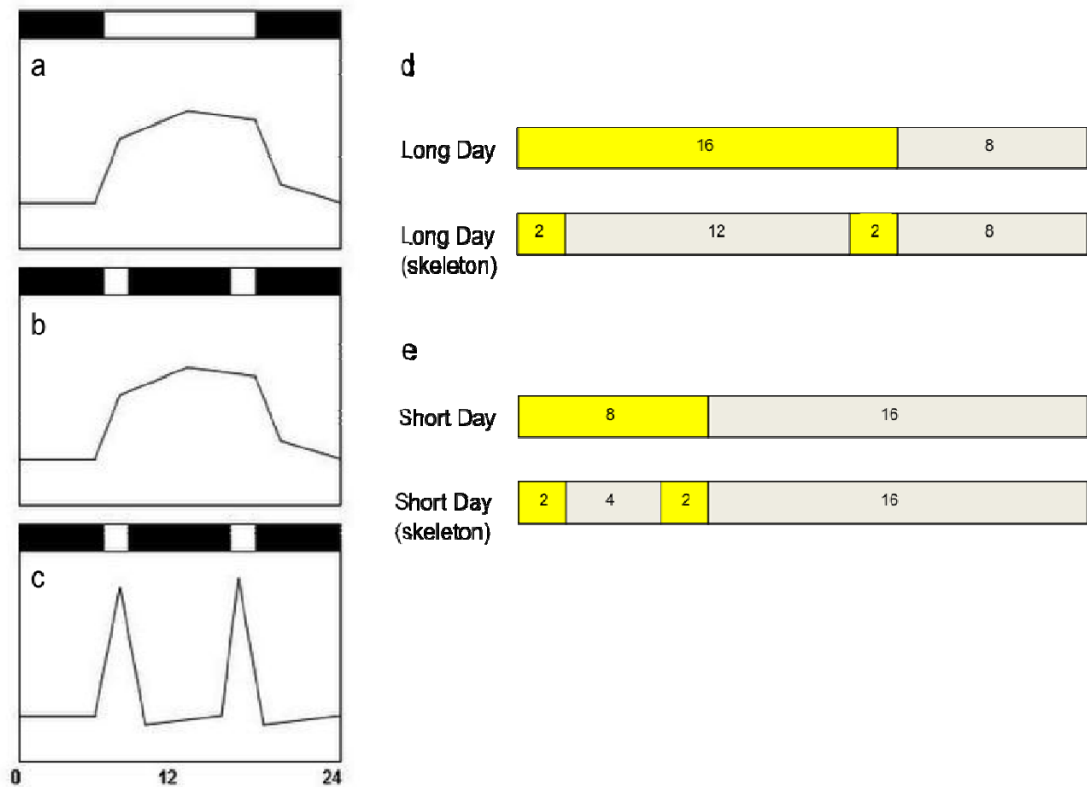 a
b
c
0 12 24
d
Long Day 16 8
Long Day
(skeleton) 2 12 2 8
e
Short Day 8 16
Short Day
(skeleton) 2 4 2 16